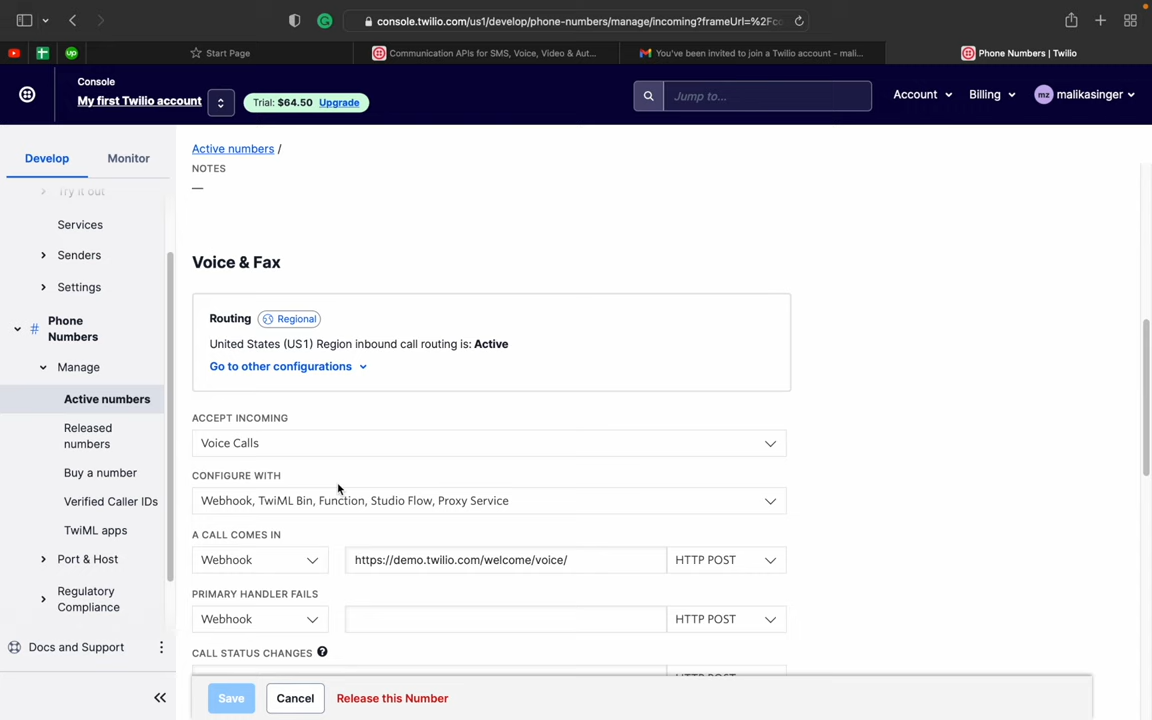 console.twilio.com/us1/develop/phone-numbers/manage/incoming?frameUrl=%2Fcc
up
Start Page
Communication APIs for SMS, Voice, Video & Aut...
You've been invited to join a Twilio account - mali...
Phone Numbers | Twilio
Console
My first Twilio account
Trial: $64.50 Upgrade
Jump to...
Account
Billing
mz malikasinger
Develop
Monitor
Try it out
Services
Senders
Settings
# Phone
Numbers
Manage
Active numbers
Released
numbers
Buy a number
Verified Caller IDs
TwiML apps
Port & Host
Regulatory
Compliance
Docs and Support
Active numbers /
NOTES
—
Voice & Fax
Routing Regional
United States (US1) Region inbound call routing is: Active
Go to other configurations
ACCEPT INCOMING
Voice Calls
CONFIGURE WITH
Webhook, TwiML Bin, Function, Studio Flow, Proxy Service
A CALL COMES IN
Webhook https://demo.twilio.com/welcome/voice/ HTTP POST
PRIMARY HANDLER FAILS
Webhook HTTP POST
CALL STATUS CHANGES ?
Save Cancel Release this Number